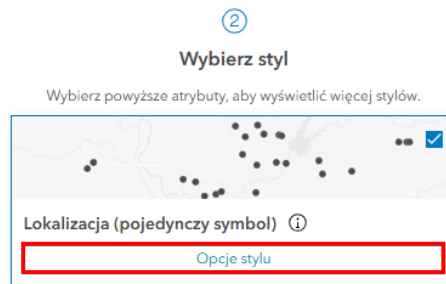 2
Wybierz styl
Wybierz powyższe atrybuty, aby wyświetlić więcej stylów.
Lokalizacja (pojedynczy symbol)
Opcje stylu